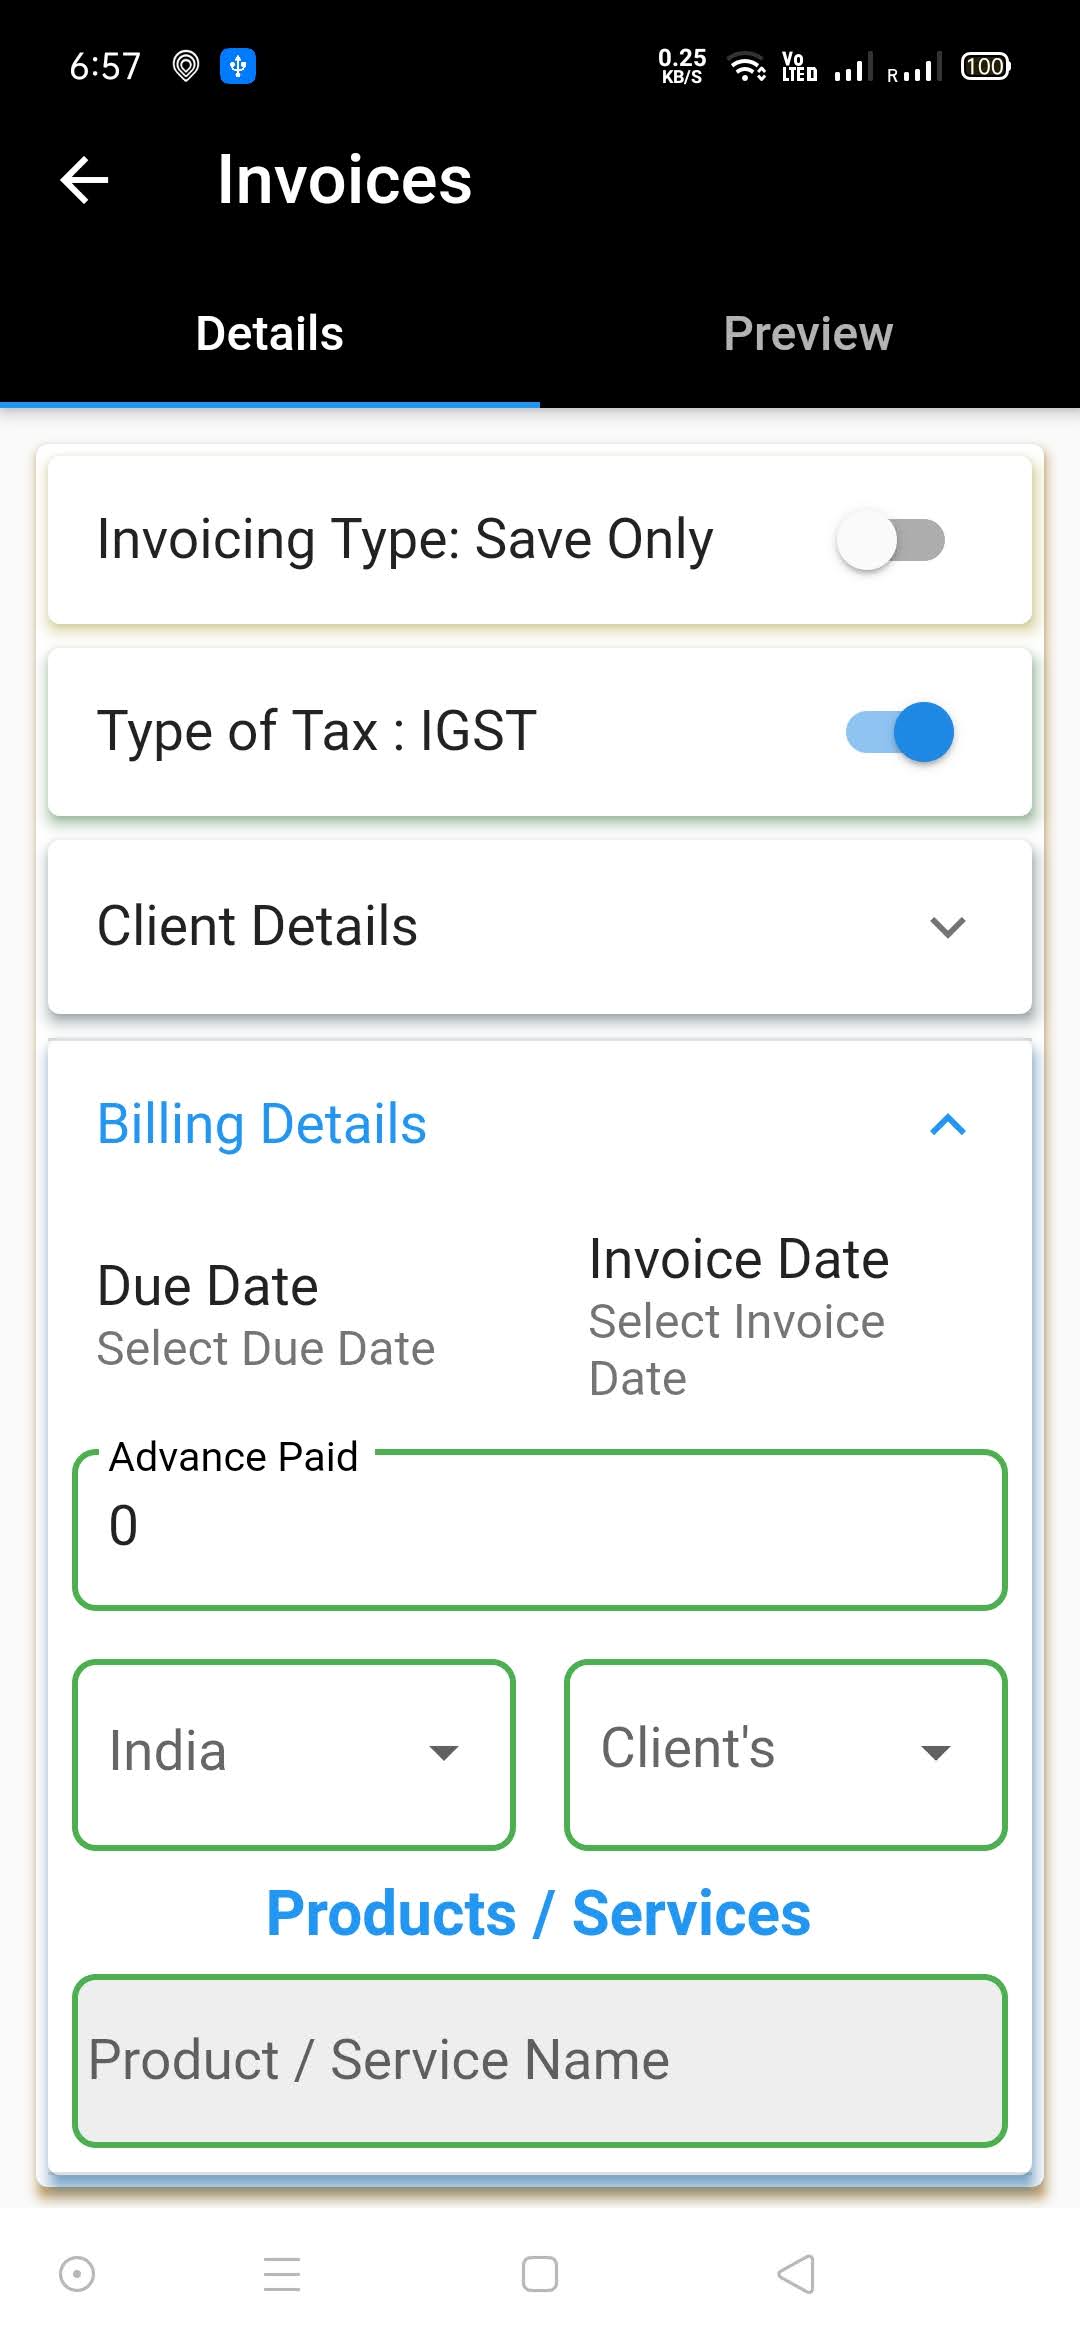 6:57
0.25
KB/S
Vo
LTE
R
100
Invoices
Details
Preview
Invoicing Type: Save Only
Type of Tax : IGST
Client Details
Billing Details
Due Date
Select Due Date
Invoice Date
Select Invoice
Date
Advance Paid
0
India
Client's
Products / Services
Product / Service Name